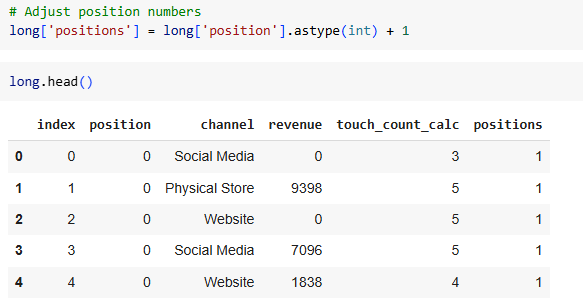 # Adjust position numbers
long['positions'] = long['position'].astype(int) + 1
long.head()
index position channel revenue touch_count_calc positions
0 0 0 Social Media 0 3 1
1 1 0 Physical Store 9398 5 1
2 2 0 Website 0 5 1
3 3 0 Social Media 7096 5 1
4 4 0 Website 1838 4 1